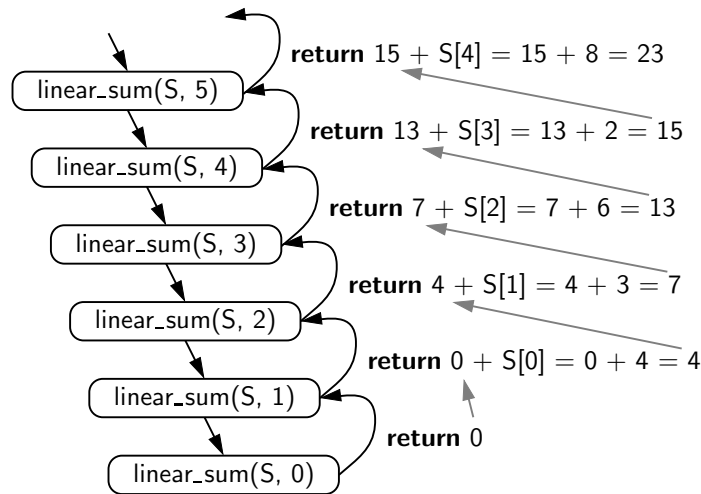 return 15 + S[4] = 15 + 8 = 23
linear_sum(S, 5)
return 13 + S[3] = 13 + 2 = 15
linear_sum(S, 4)
return 7 + S[2] = 7 + 6 = 13
linear_sum(S, 3)
return 4 + S[1] = 4 + 3 = 7
linear_sum(S, 2)
return 0 + S[0] = 0 + 4 = 4
linear_sum(S, 1)
return 0
linear_sum(S, 0)